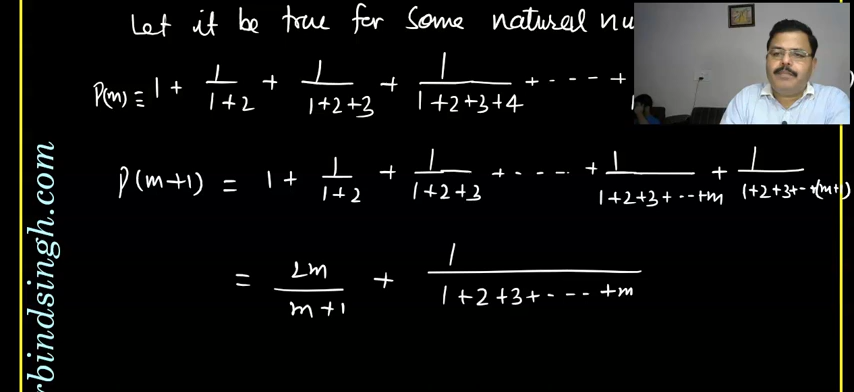 Let it be true for some natural
P(m) ≡ 1 + 1/(1+2) + 1/(1+2+3) + 1/(1+2+3+4) + - - - +
P(m+1) = 1 + 1/(1+2) + 1/(1+2+3) + - - - - + 1/(1+2+3+--+m) + 1/(1+2+3+--+(m+1)
= 2m/(m+1) + 1/(1+2+3+- - - -+m
rbindsingh.com